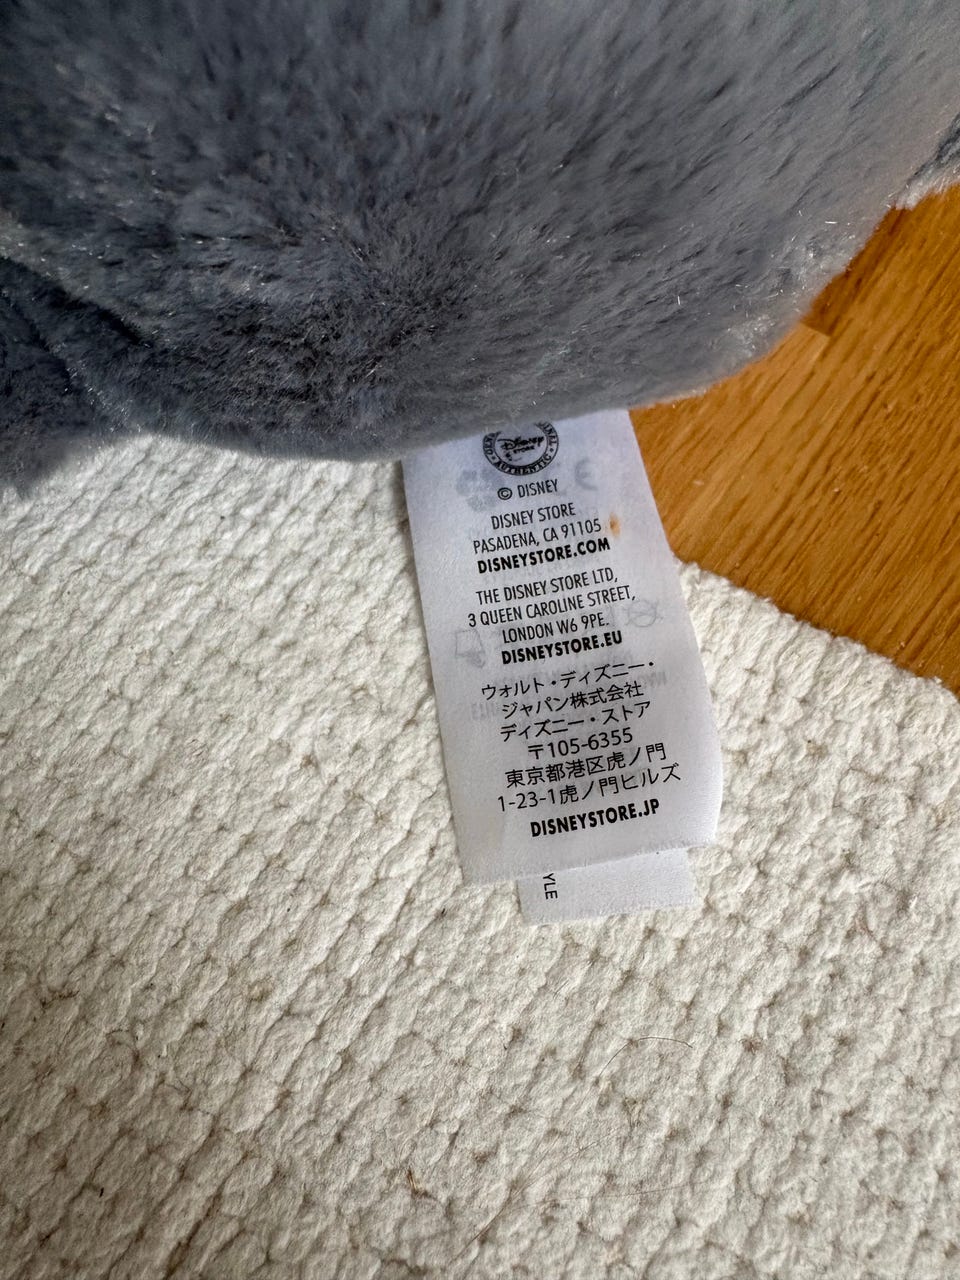 Disney
STORE
AUTHENTIC
© DISNEY
DISNEY STORE
PASADENA, CA 91105
DISNEYSTORE.COM
THE DISNEY STORE LTD,
3 QUEEN CAROLINE STREET,
LONDON W6 9PE.
DISNEYSTORE.EU
ウォルト・ディズニー・
ジャパン株式会社
ディズニー・ストア
〒105-6355
東京都港区虎ノ門
1-23-1虎ノ門ヒルズ
DISNEYSTORE.JP